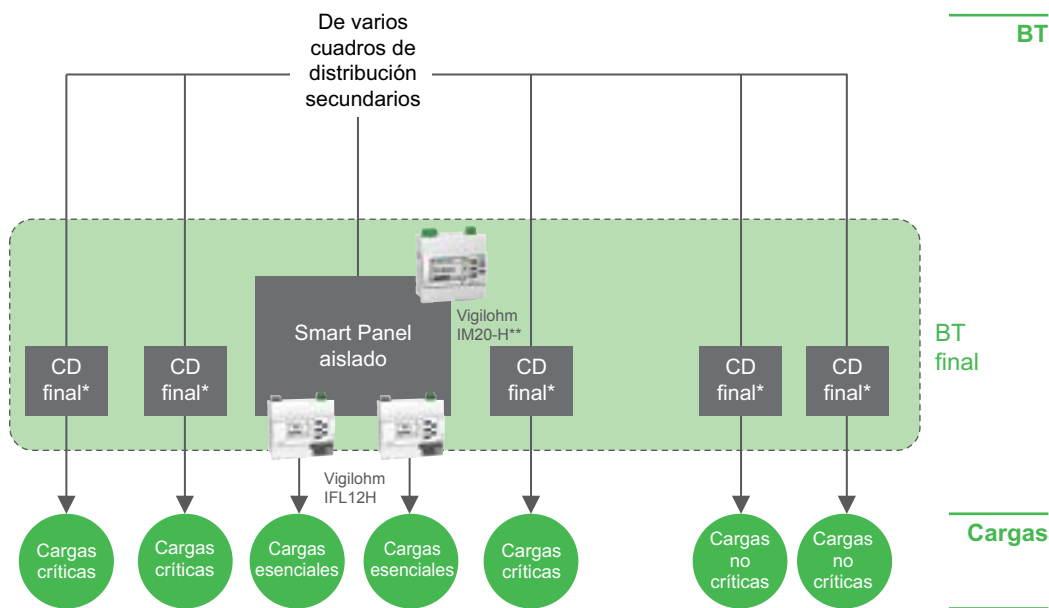 De varios
cuadros de
distribución
secundarios
BT
Vigilohm
IM20-H**
Smart Panel
aislado
BT
final
CD
final*
CD
final*
CD
final*
CD
final*
CD
final*
Vigilohm
IFL12H
Cargas
Cargas
críticas
Cargas
críticas
Cargas
esenciales
Cargas
esenciales
Cargas
críticas
Cargas
no
críticas
Cargas
no
críticas